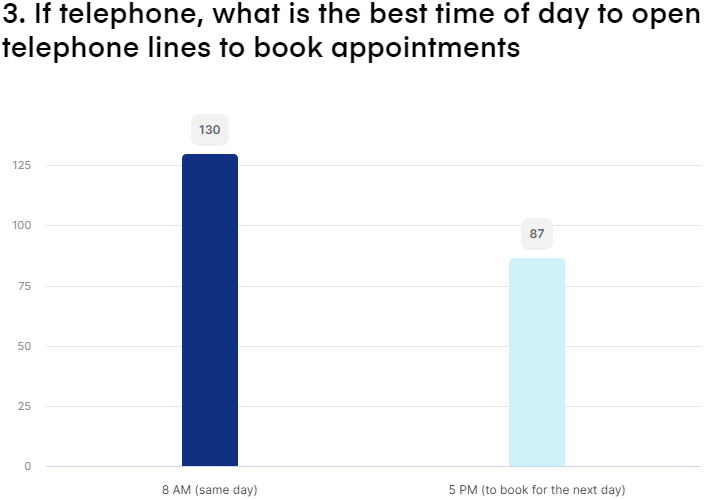 3. If telephone, what is the best time of day to open
telephone lines to book appointments
130
125
100
87
75
50
25
0
8 AM (same day)
5 PM (to book for the next day)